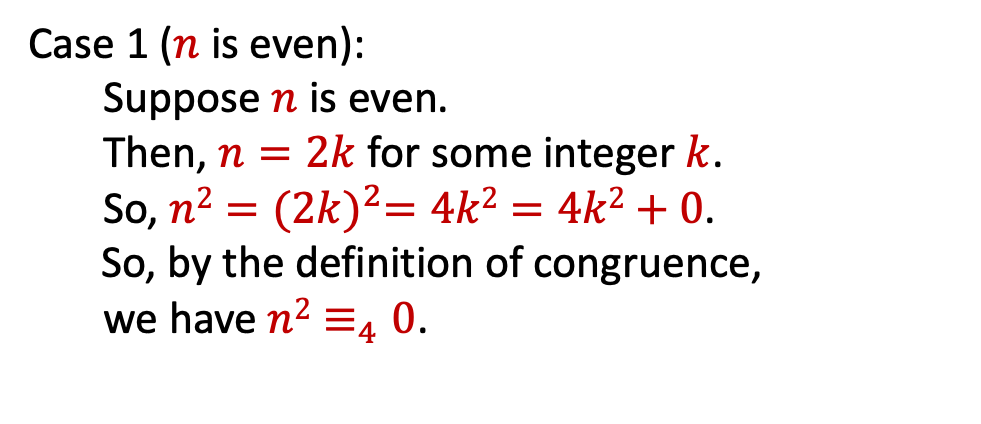 Case 1 (n is even):
Suppose n is even.
Then, n = 2k for some integer k.
So, n² = (2k)²= 4k² = 4k² + 0.
So, by the definition of congruence,
we have n² ≡₄ 0.